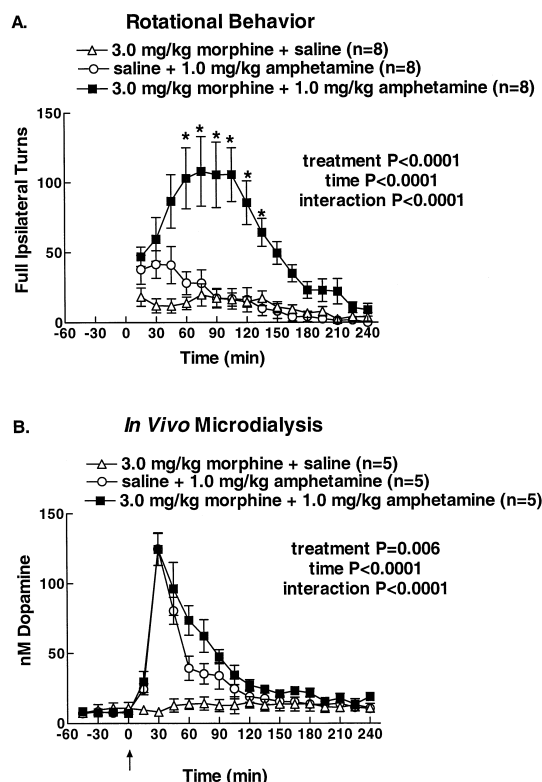 A.
Rotational Behavior
3.0 mg/kg morphine + saline (n=8)
saline + 1.0 mg/kg amphetamine (n=8)
3.0 mg/kg morphine + 1.0 mg/kg amphetamine (n=8)
150
100
50
0
Full Ipsilateral Turns
* * * * * *
treatment P<0.0001
time P<0.0001
interaction P<0.0001
-60 -30 0 30 60 90 120 150 180 210 240
Time (min)
B.
In Vivo Microdialysis
3.0 mg/kg morphine + saline (n=5)
saline + 1.0 mg/kg amphetamine (n=5)
3.0 mg/kg morphine + 1.0 mg/kg amphetamine (n=5)
150
100
50
0
nM Dopamine
treatment P=0.006
time P<0.0001
interaction P<0.0001
-60 -30 0 30 60 90 120 150 180 210 240
Time (min)